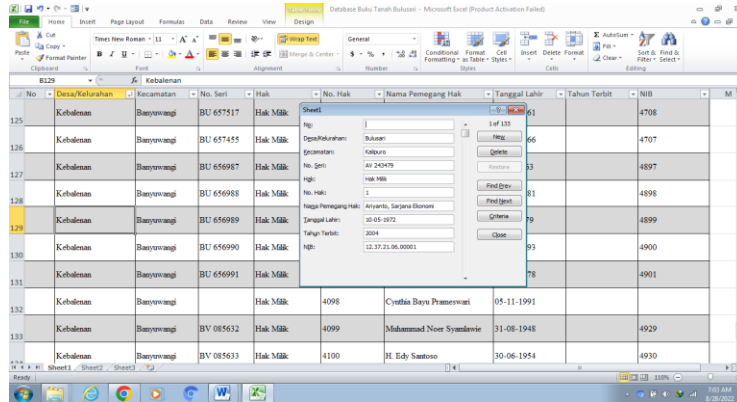 Database Buku Tanah Bulusari - Microsoft Excel (Product Activation Failed)
File Home Insert Page Layout Formulas Data Review View Design
Paste
Cut
Copy
Format Painter
Clipboard
Times New Roman 11
B I U
Font
Wrap Text
Merge & Center
Alignment
General
$ % ,
Number
Conditional Formatting
Format as Table
Cell Styles
Styles
Insert Delete Format
Cells
AutoSum
Fill
Clear
Sort & Filter
Find & Select
Editing
B129 fx Kebalenan
No Desa/Kelurahan Kecamatan No. Seri Hak No. Hak Nama Pemegang Hak Tanggal Lahir Tahun Terbit NIB M
125 Kebalenan Banyuwangi BU 657517 Hak Milik 61 4708
126 Kebalenan Banyuwangi BU 657455 Hak Milik 66 4707
127 Kebalenan Banyuwangi BU 656987 Hak Milik 53 4897
128 Kebalenan Banyuwangi BU 656988 Hak Milik 81 4898
129 Kebalenan Banyuwangi BU 656989 Hak Milik 79 4899
130 Kebalenan Banyuwangi BU 656990 Hak Milik 93 4900
131 Kebalenan Banyuwangi BU 656991 Hak Milik 78 4901
132 Kebalenan Banyuwangi Hak Milik 4098 Cynthia Bayu Prameswari 05-11-1991
133 Kebalenan Banyuwangi BV 085632 Hak Milik 4099 Muhammad Noer Syamlawie 31-08-1948 4929
Kebalenan Banyuwangi BV 085633 Hak Milik 4100 H. Edy Santoso 30-06-1954 4930
Sheet1
No:
Desa/Kelurahan: Bulusari
Kecamatan: Kalipuro
No. Seri: AV 243479
Hak: Hak Milik
No. Hak: 1
Nama Pemegang Hak: Ariyanto, Sarjana Ekonomi
Tanggal Lahir: 10-05-1972
Tahun Terbit: 2004
NIB: 12.37.21.06.00001
1 of 133
New
Delete
Restore
Find Prev
Find Next
Criteria
Close
Sheet1 Sheet2 Sheet3
Ready 110%
7:03 AM
8/28/2022